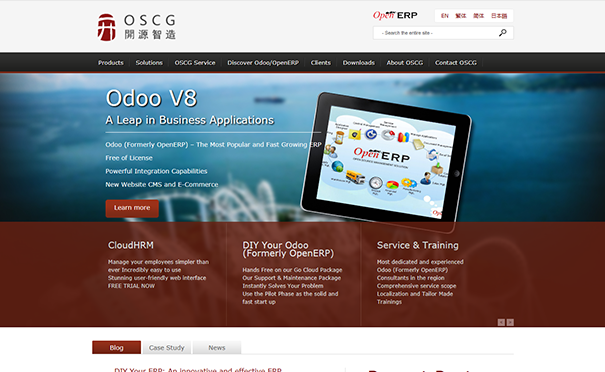 OSCG
開源智造
Open ERP
EN 繁体 简体 日本語
- Search the entire site -
Products Solutions OSCG Service Discover Odoo/OpenERP Clients Downloads About OSCG Contact OSCG
Odoo V8
A Leap in Business Applications
Odoo (Formerly OpenERP) – The Most Popular and Fast Growing ERP
Free of License
Powerful Integration Capabilities
New Website CMS and E-Commerce
Learn more
Open ERP
CloudHRM
Manage your employees simpler than
ever Incredibly easy to use
Stunning user-friendly web interface
FREE TRIAL NOW
DIY Your Odoo
(Formerly OpenERP)
Hands Free on our Go Cloud Package
Our Support & Maintenance Package
Instantly Solves Your Problem
Use the Pilot Phase as the solid and
fast start up
Service & Training
Most dedicated and experienced
Odoo (Formerly OpenERP)
Consultants in the region
Comprehensive service scope
Localization and Tailor Made
Trainings
Blog Case Study News
DIY Your ERP: An innovative and effective ERP